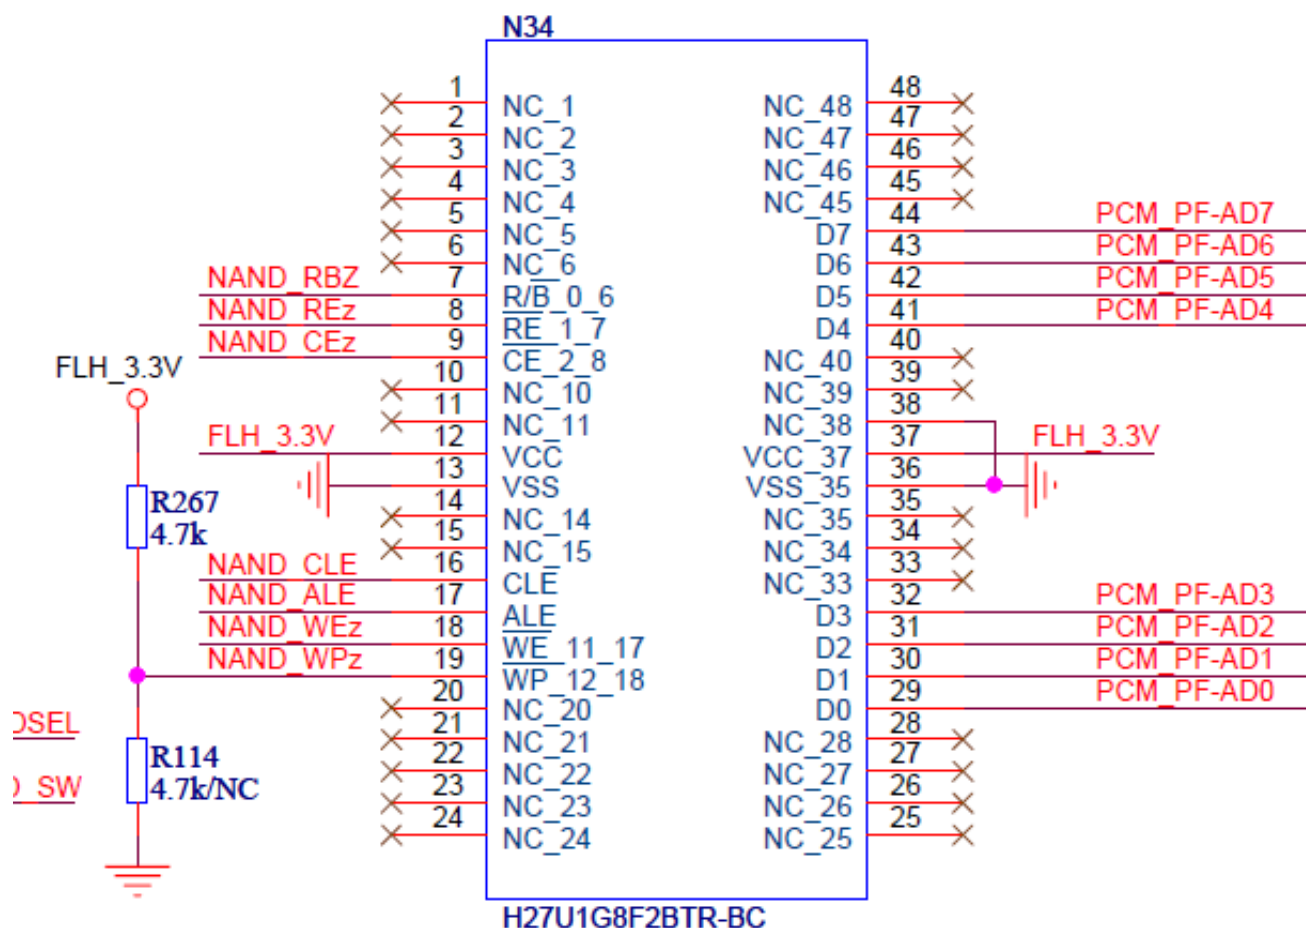 N34
1 NC_1 NC_48 48
2 NC_2 NC_47 47
3 NC_3 NC_46 46
4 NC_4 NC_45 45
5 NC_5 D7 44 PCM_PF-AD7
6 NC_6 D6 43 PCM_PF-AD6
NAND_RBZ 7 R/B_0_6 D5 42 PCM_PF-AD5
NAND_REz 8 RE_1_7 D4 41 PCM_PF-AD4
NAND_CEz 9 CE_2_8 NC_40 40
FLH_3.3V
10 NC_10 NC_39 39
11 NC_11 NC_38 38
FLH_3.3V 12 VCC VCC_37 37 FLH_3.3V
13 VSS VSS_35 36
R267
4.7k
14 NC_14 NC_35 35
15 NC_15 NC_34 34
NAND_CLE 16 CLE NC_33 33
NAND_ALE 17 ALE D3 32 PCM_PF-AD3
NAND_WEz 18 WE_11_17 D2 31 PCM_PF-AD2
NAND_WPz 19 WP_12_18 D1 30 PCM_PF-AD1
20 NC_20 D0 29 PCM_PF-AD0
OSEL
21 NC_21 NC_28 28
R114
4.7k/NC
22 NC_22 NC_27 27
_SW
23 NC_23 NC_26 26
24 NC_24 NC_25 25
H27U1G8F2BTR-BC